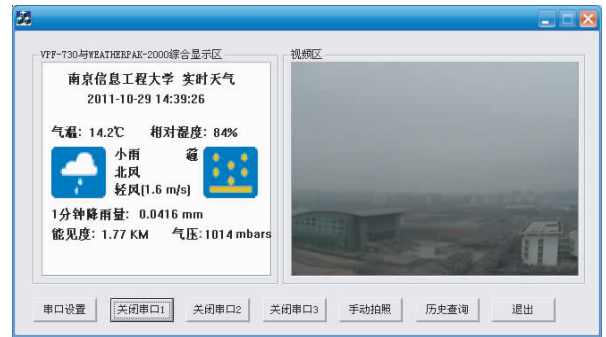 VPF-730与WEATHERPAK-2000综合显示区
视频区
南京信息工程大学 实时天气
2011-10-29 14:39:26
气温: 14.2℃ 相对湿度: 84%
小雨 霾
北风
轻风(1.6 m/s)
1分钟降雨量: 0.0416 mm
能见度: 1.77 KM 气压:1014 mbars
串口设置 关闭串口1 关闭串口2 关闭串口3 手动拍照 历史查询 退出